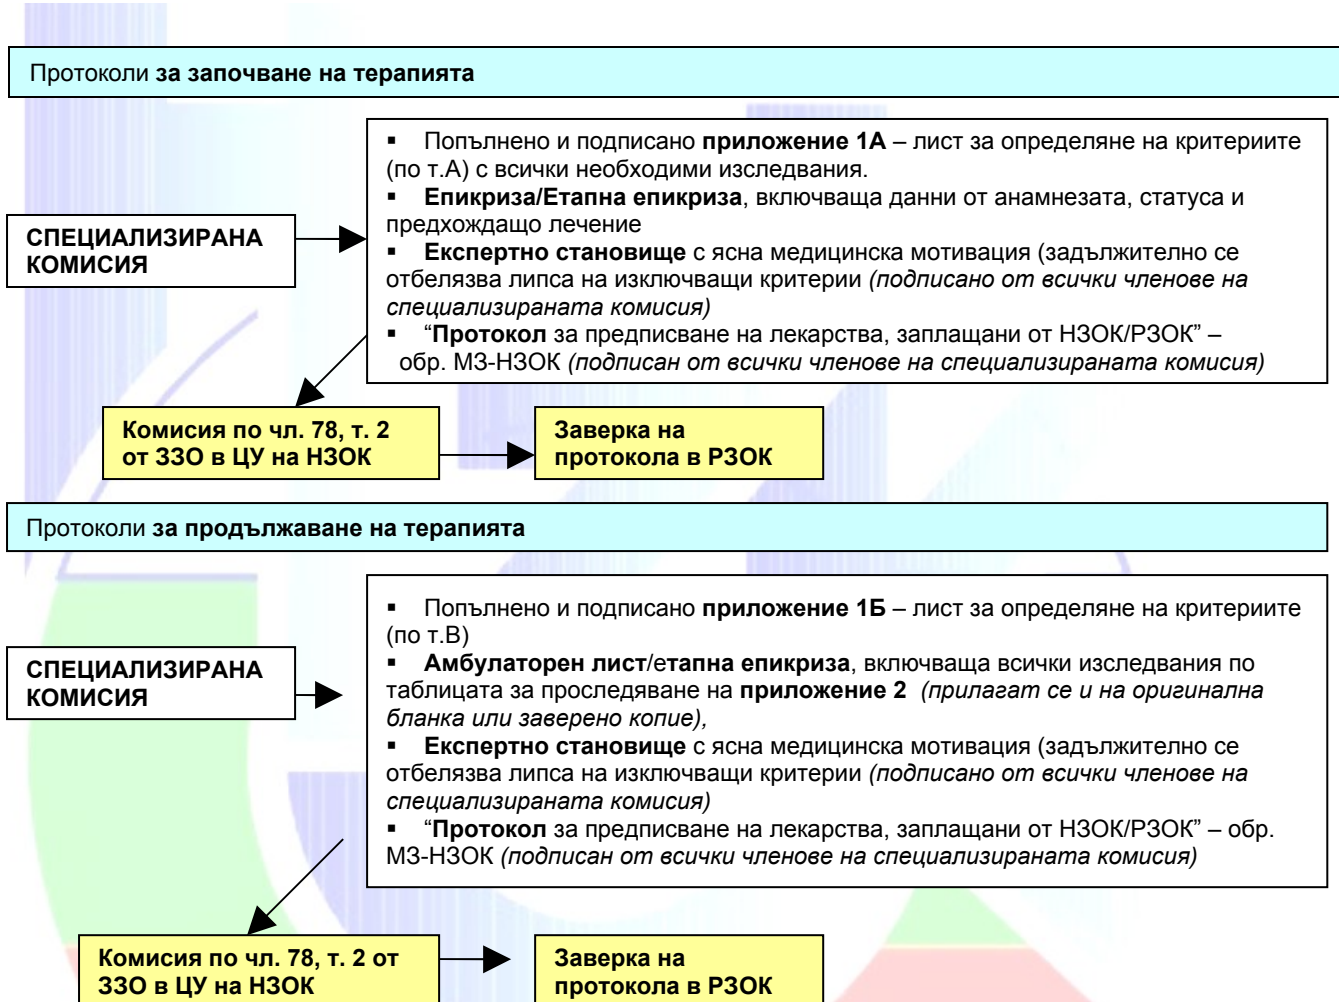 Протоколи за започване на терапията
▪ Попълнено и подписано приложение 1А – лист за определяне на критериите
(по т.А) с всички необходими изследвания.
▪ Епикриза/Етапна епикриза, включваща данни от анамнезата, статуса и
предхождащо лечение
▪ Експертно становище с ясна медицинска мотивация (задължително се
отбелязва липса на изключващи критерии (подписано от всички членове на
специализираната комисия)
▪ “Протокол за предписване на лекарства, заплащани от НЗОК/РЗОК” –
обр. МЗ-НЗОК (подписан от всички членове на специализираната комисия)
СПЕЦИАЛИЗИРАНА
КОМИСИЯ
Комисия по чл. 78, т. 2
от ЗЗО в ЦУ на НЗОК
Заверка на
протокола в РЗОК
Протоколи за продължаване на терапията
▪ Попълнено и подписано приложение 1Б – лист за определяне на критериите
(по т.В)
▪ Амбулаторен лист/етапна епикриза, включваща всички изследвания по
таблицата за проследяване на приложение 2 (прилагат се и на оригинална
бланка или заверено копие),
▪ Експертно становище с ясна медицинска мотивация (задължително се
отбелязва липса на изключващи критерии (подписано от всички членове на
специализираната комисия)
▪ “Протокол за предписване на лекарства, заплащани от НЗОК/РЗОК” – обр.
МЗ-НЗОК (подписан от всички членове на специализираната комисия)
СПЕЦИАЛИЗИРАНА
КОМИСИЯ
Комисия по чл. 78, т. 2 от
ЗЗО в ЦУ на НЗОК
Заверка на
протокола в РЗОК